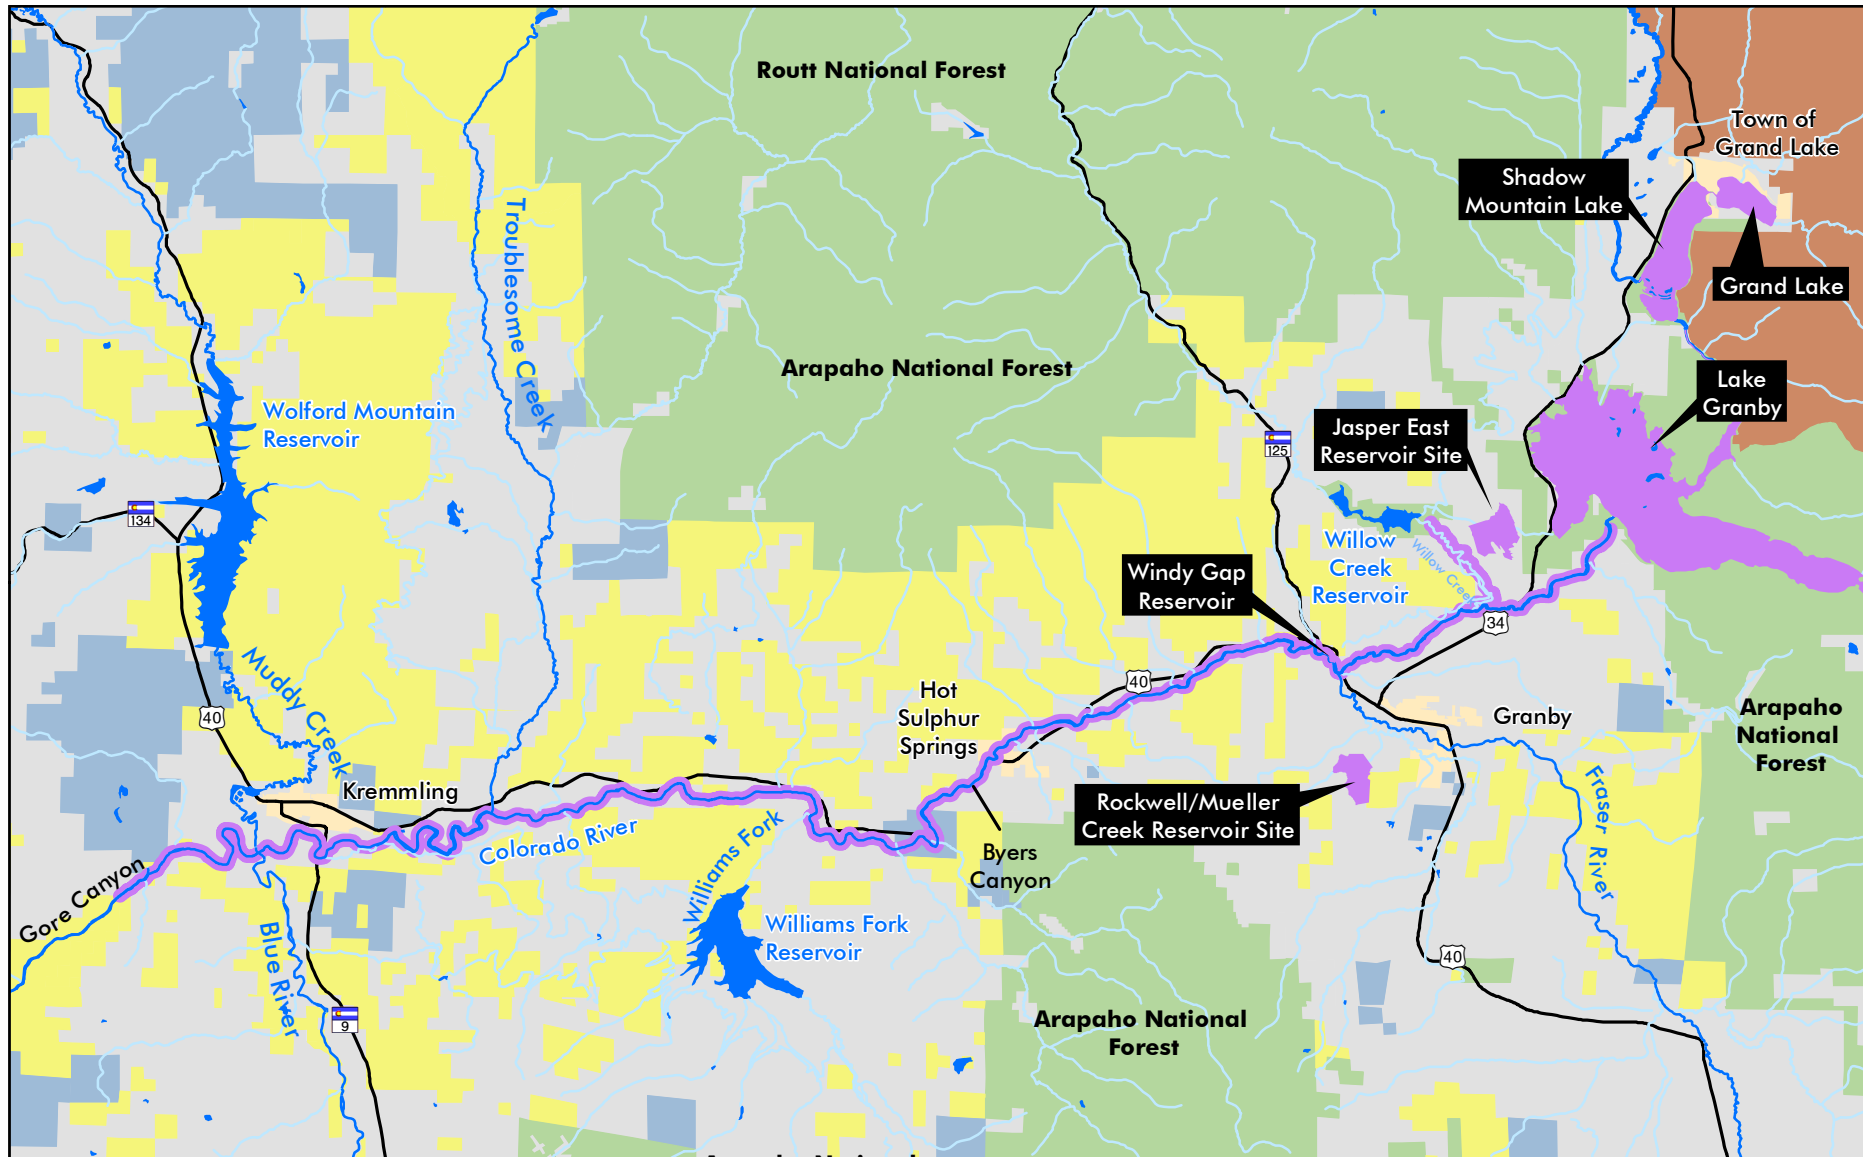 Routt National Forest
Town of
Grand Lake
Shadow
Mountain Lake
Grand Lake
Troublesome Creek
Arapaho National Forest
Lake
Granby
Wolford Mountain
Reservoir
Jasper East
Reservoir Site
125
134
Willow
Creek
Reservoir
Willow Creek
Windy Gap
Reservoir
34
Muddy Creek
40
40
Hot
Sulphur
Springs
Granby
Arapaho
National
Forest
Kremmling
Rockwell/Mueller
Creek Reservoir Site
Fraser River
Colorado River
Williams Fork
Byers
Canyon
Gore Canyon
Blue River
Williams Fork
Reservoir
40
9
Arapaho National
Forest